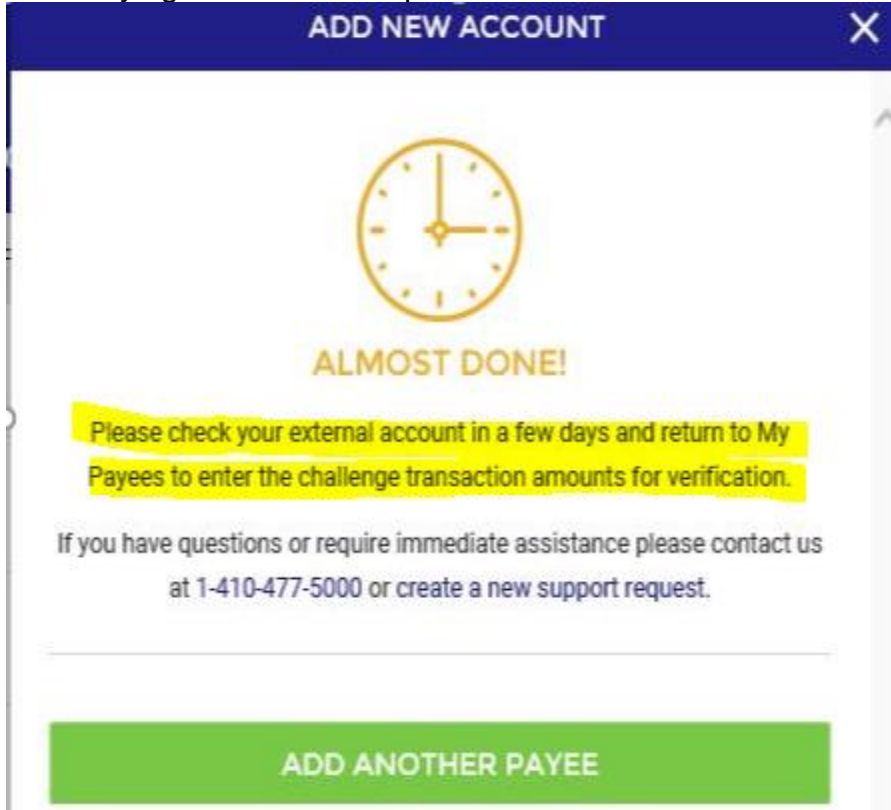 ADD NEW ACCOUNT
ALMOST DONE!
Please check your external account in a few days and return to My
Payees to enter the challenge transaction amounts for verification.
If you have questions or require immediate assistance please contact us
at 1-410-477-5000 or create a new support request.
ADD ANOTHER PAYEE